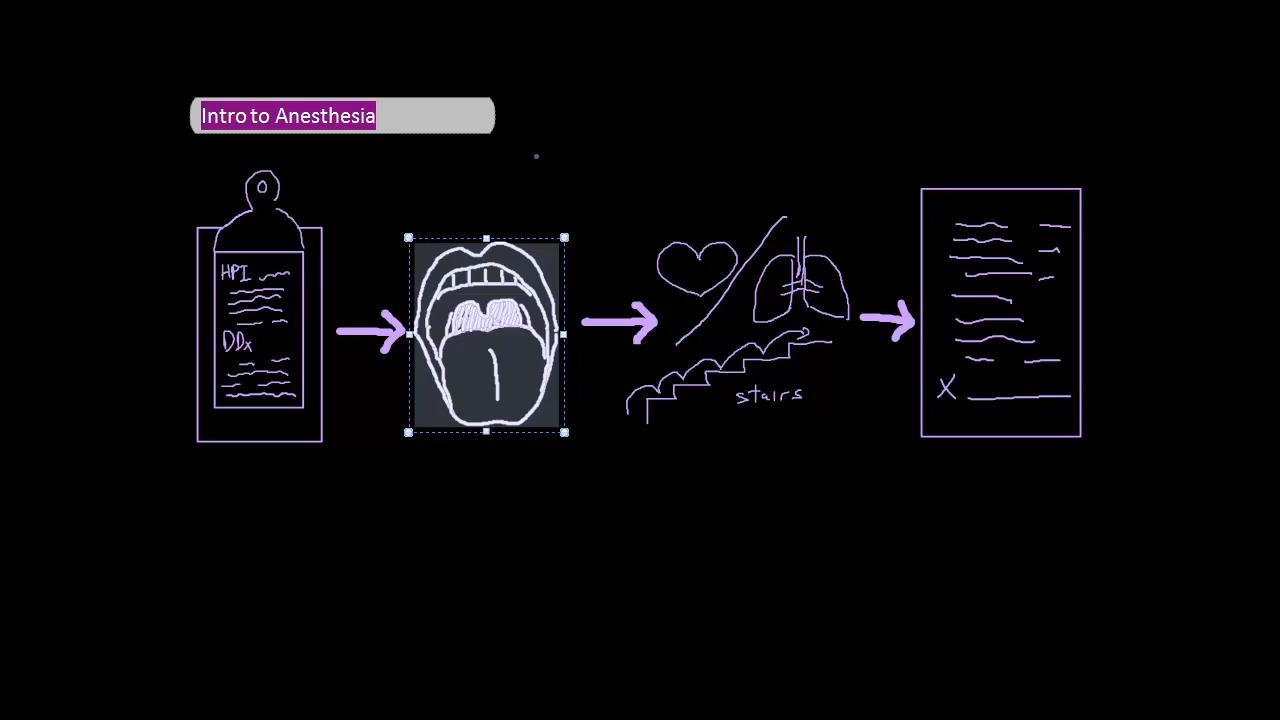 Intro to Anesthesia
HPI
DDx
stairs
X